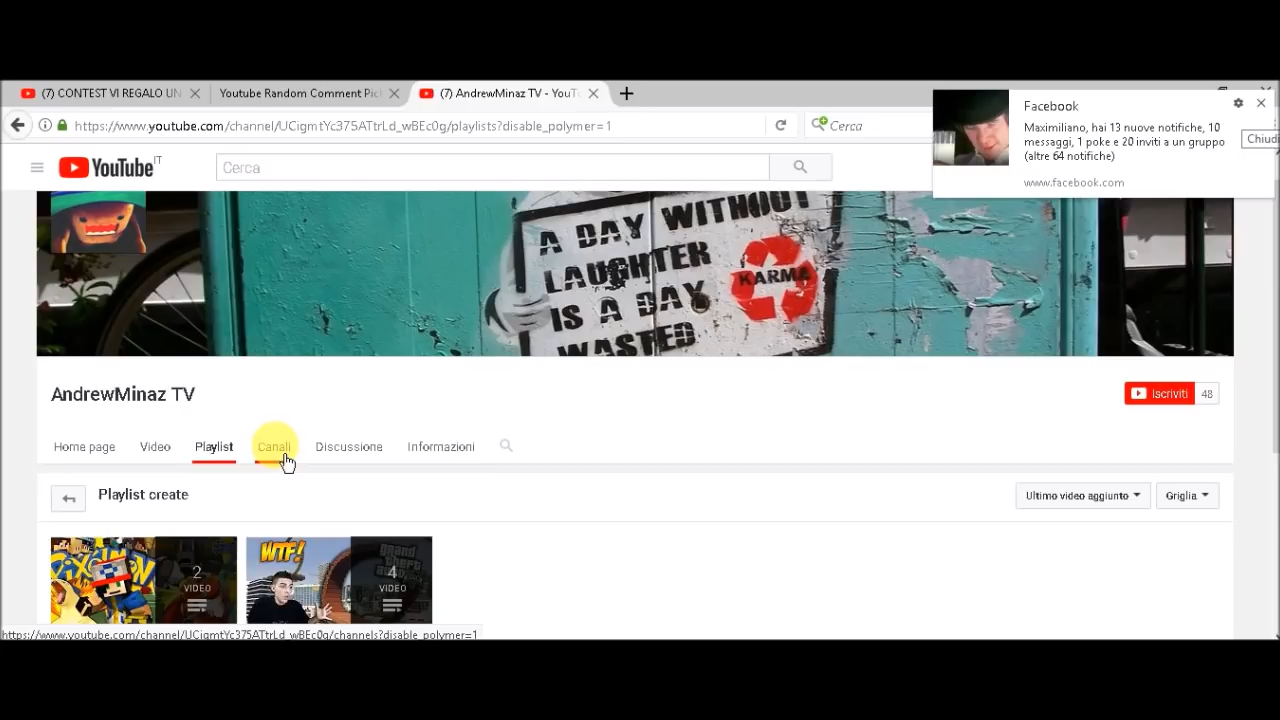 (7) CONTEST VI REGALO UN
Youtube Random Comment Pick
(7) AndrewMinaz TV - YouT
https://www.youtube.com/channel/UCigmtYc375ATtrLd_wBEc0g/playlists?disable_polymer=1
Cerca
Facebook
Maximiliano, hai 13 nuove notifiche, 10
messaggi, 1 poke e 20 inviti a un gruppo
(altre 64 notifiche)
www.facebook.com
Chiudi
YouTube IT
Cerca
A DAY WITHOUT
LAUGHTER
IS A DAY
WASTED
KARMA
AndrewMinaz TV
Iscriviti 48
Home page Video Playlist Canali Discussione Informazioni
Playlist create
Ultimo video aggiunto
Griglia
2
VIDEO
WTF!
4
VIDEO
https://www.youtube.com/channel/UCigmtYc375ATtrLd_wBEc0g/channels?disable_polymer=1